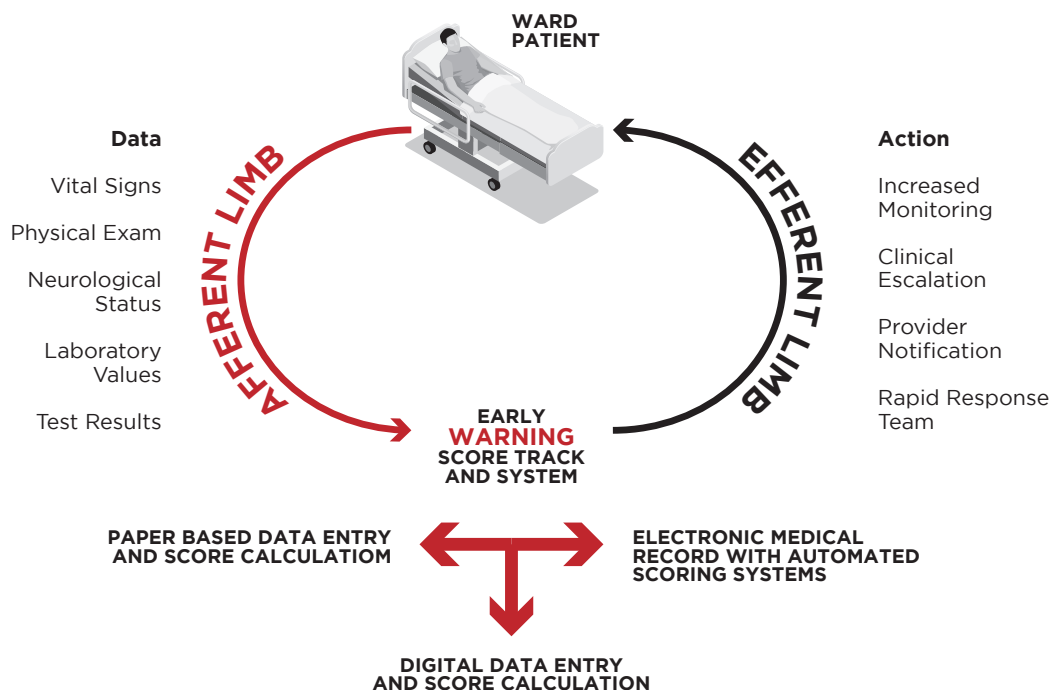 WARD
PATIENT
Data
Vital Signs
Physical Exam
Neurological
Status
Laboratory
Values
Test Results
AFFERENT LIMB
EFFERENT LIMB
Action
Increased
Monitoring
Clinical
Escalation
Provider
Notification
Rapid Response
Team
EARLY
WARNING
SCORE TRACK
AND SYSTEM
PAPER BASED DATA ENTRY
AND SCORE CALCULATIOM
ELECTRONIC MEDICAL
RECORD WITH AUTOMATED
SCORING SYSTEMS
DIGITAL DATA ENTRY
AND SCORE CALCULATION